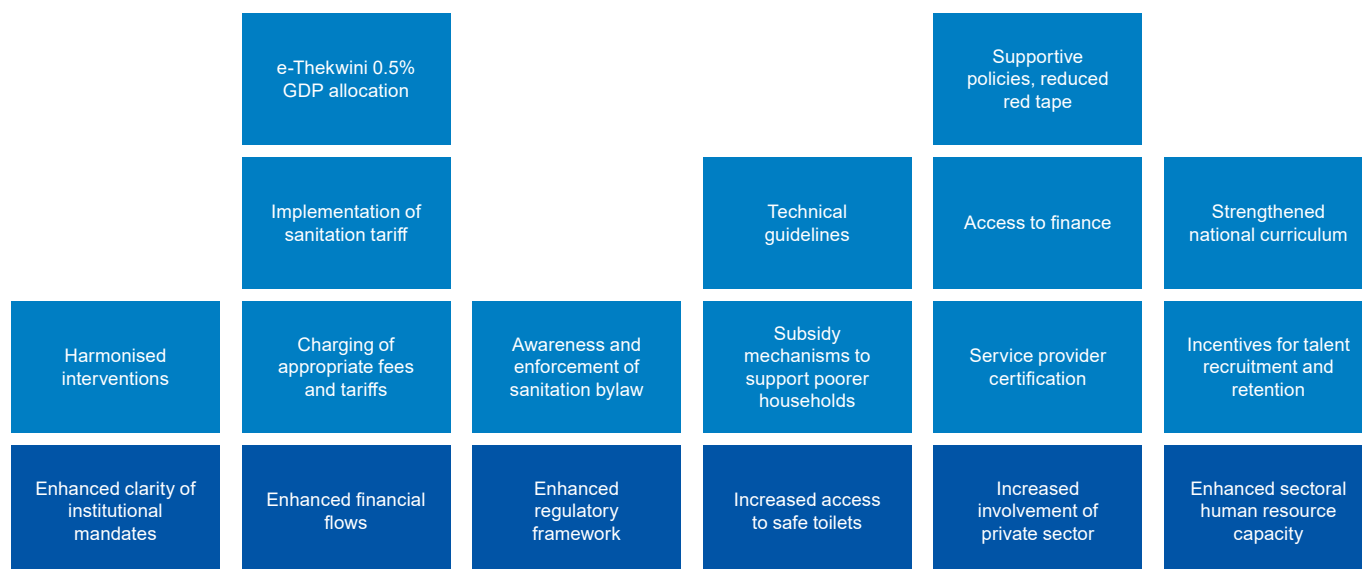 e-Thekwini 0.5%
GDP allocation
Supportive
policies, reduced
red tape
Implementation of
sanitation tariff
Technical
guidelines
Access to finance
Strengthened
national curriculum
Harmonised
interventions
Charging of
appropriate fees
and tariffs
Awareness and
enforcement of
sanitation bylaw
Subsidy
mechanisms to
support poorer
households
Service provider
certification
Incentives for talent
recruitment and
retention
Enhanced clarity of
institutional
mandates
Enhanced financial
flows
Enhanced
regulatory
framework
Increased access
to safe toilets
Increased
involvement of
private sector
Enhanced sectoral
human resource
capacity